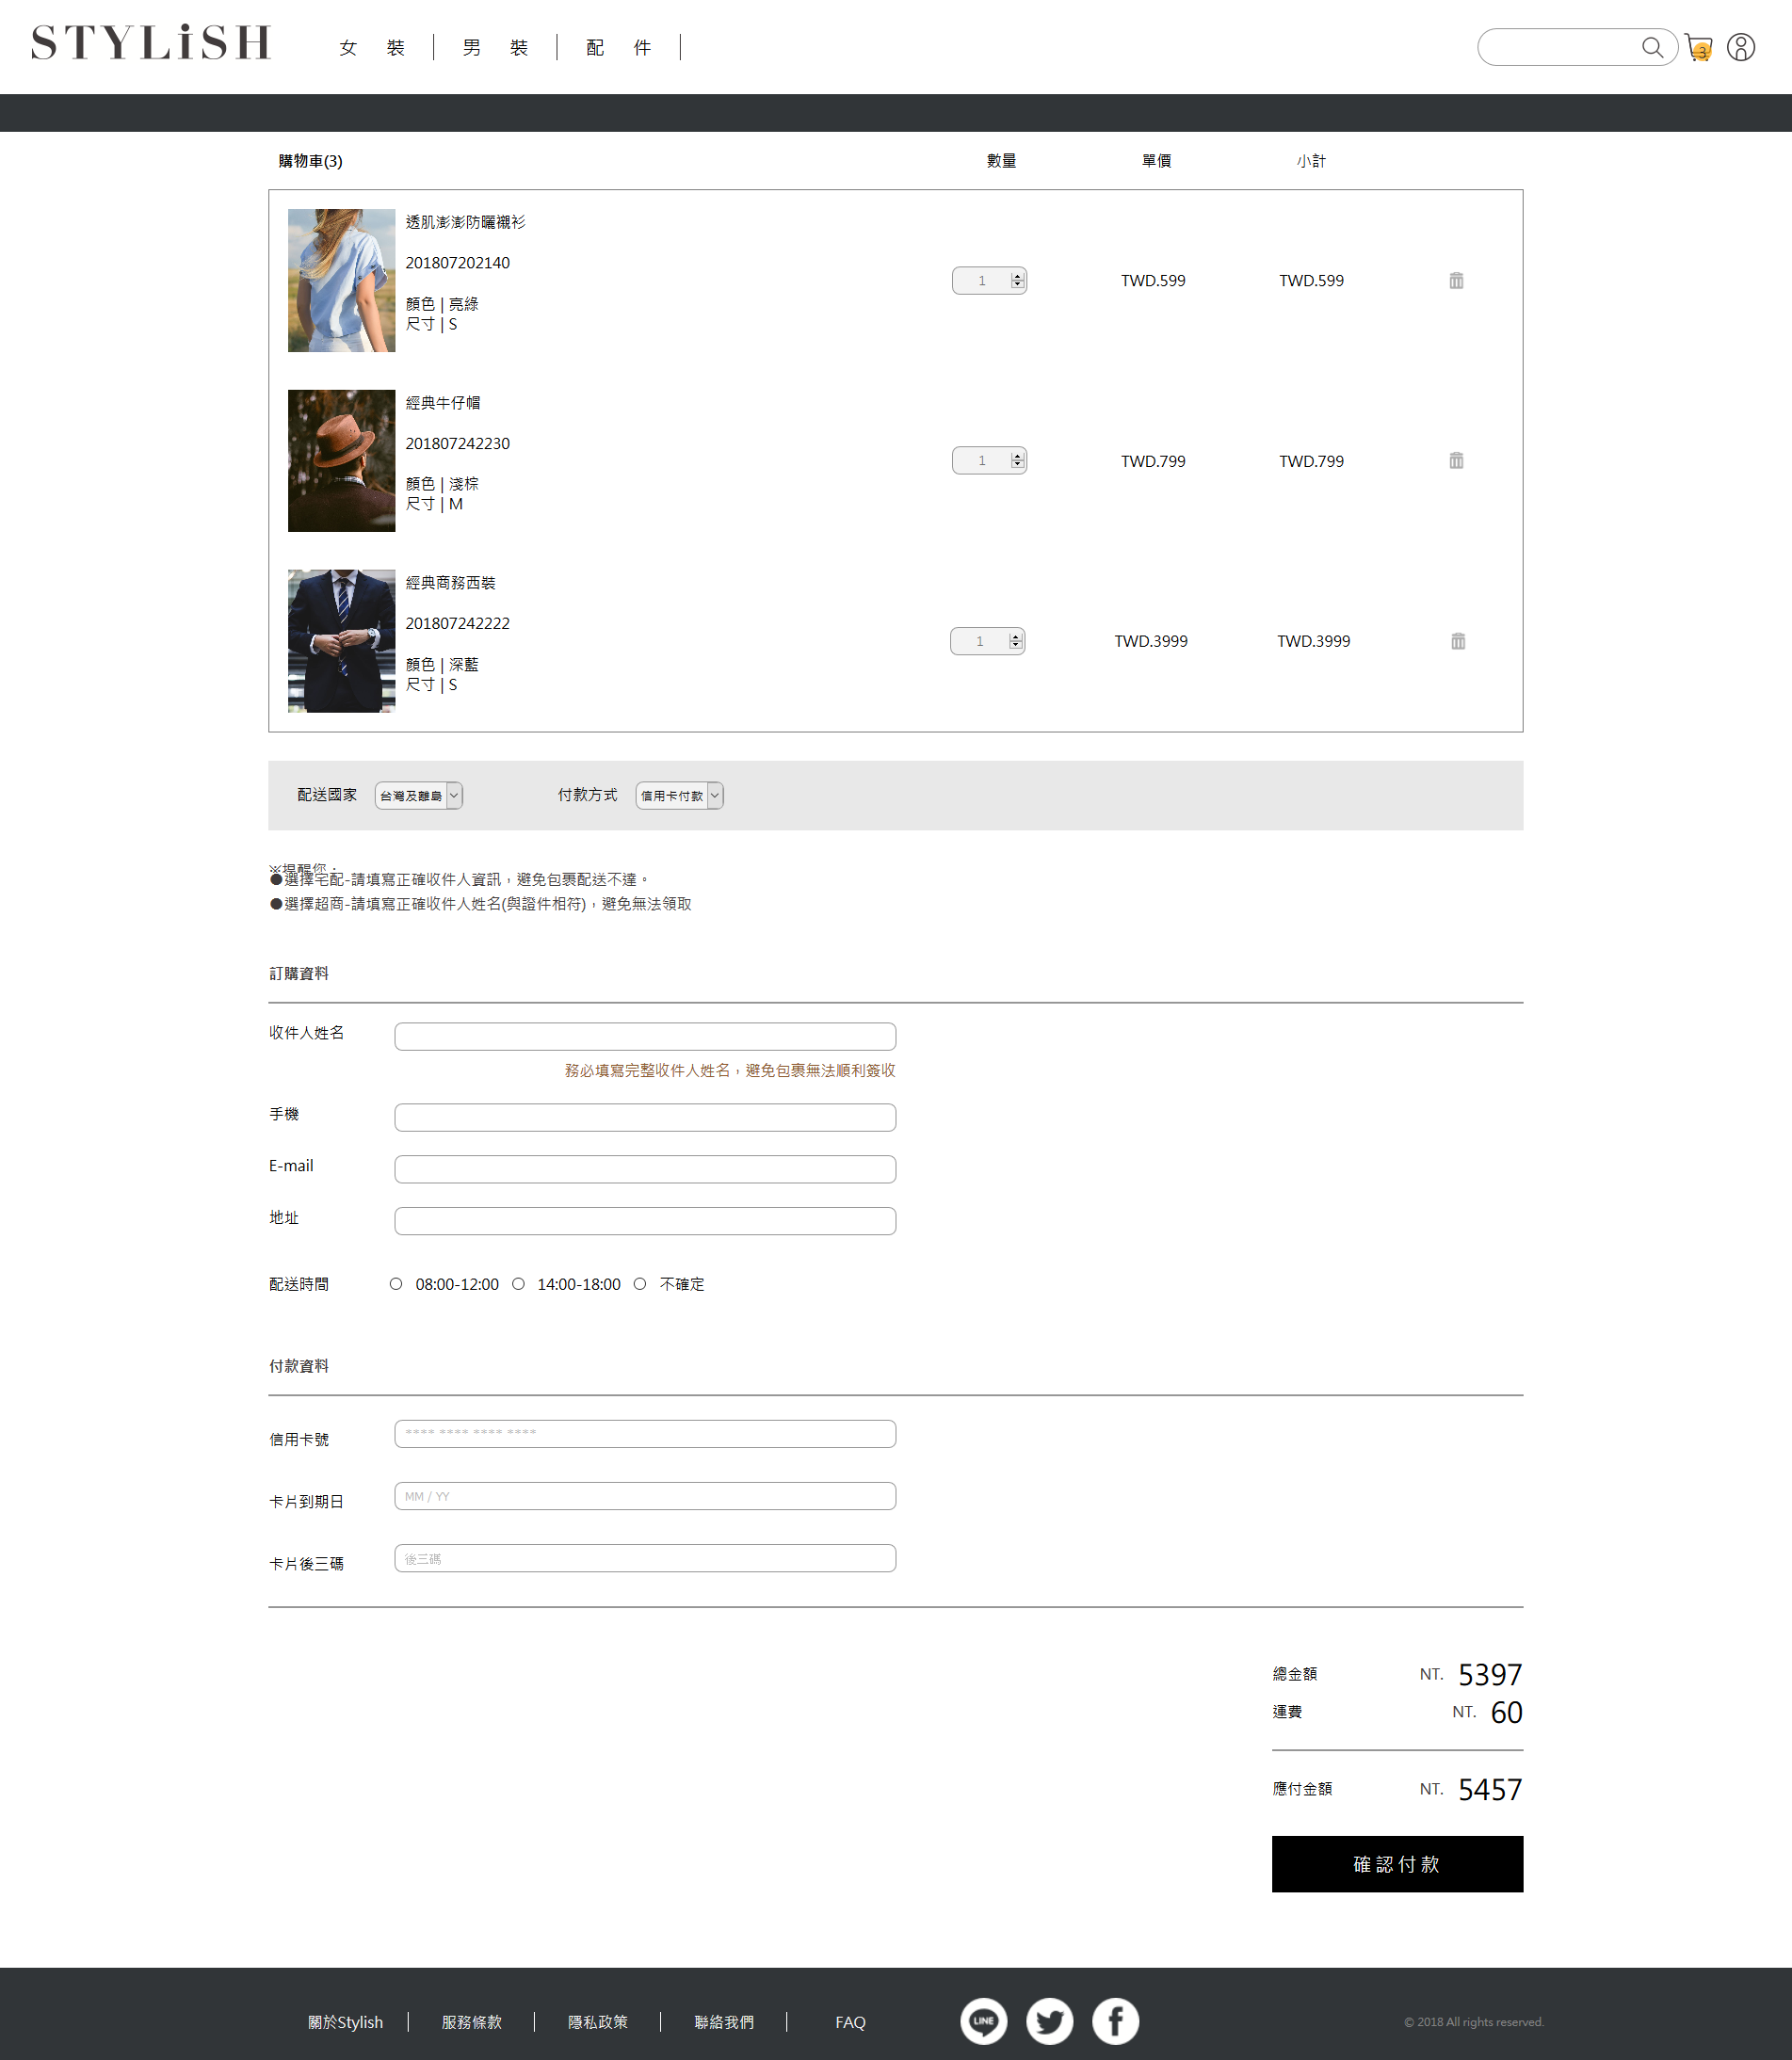 STYLiSH
女裝
男裝
配件
3
購物車(3)
數量
單價
小計
透肌澎澎防曬襯衫
201807202140
顏色 | 亮綠
尺寸 | S
1
TWD.599
TWD.599
經典牛仔帽
201807242230
顏色 | 淺棕
尺寸 | M
1
TWD.799
TWD.799
經典商務西裝
201807242222
顏色 | 深藍
尺寸 | S
1
TWD.3999
TWD.3999
配送國家
台灣及離島
付款方式
信用卡付款
※提醒您：
●選擇宅配-請填寫正確收件人資訊，避免包裹配送不達。
●選擇超商-請填寫正確收件人姓名(與證件相符)，避免無法領取
訂購資料
收件人姓名
務必填寫完整收件人姓名，避免包裹無法順利簽收
手機
E-mail
地址
配送時間
08:00-12:00
14:00-18:00
不確定
付款資料
信用卡號
**** **** **** ****
卡片到期日
MM / YY
卡片後三碼
後三碼
總金額
NT. 5397
運費
NT. 60
應付金額
NT. 5457
確認付款
關於Stylish
服務條款
隱私政策
聯絡我們
FAQ
LINE
© 2018 All rights reserved.